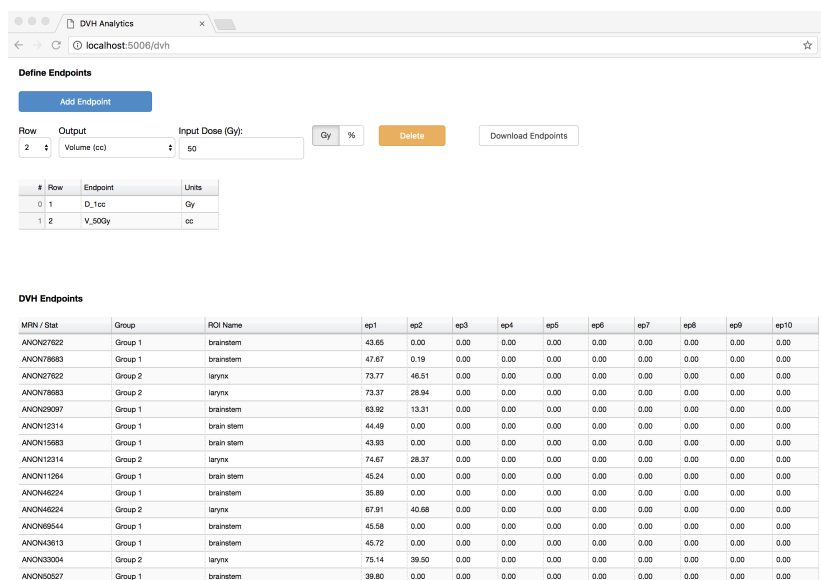 DVH Analytics
localhost:5006/dvh
Define Endpoints
Add Endpoint
Row Output Input Dose (Gy):
2 Volume (cc) 50 Gy % Delete Download Endpoints
# Row Endpoint Units
0 1 D_1cc Gy
1 2 V_50Gy cc
DVH Endpoints
MRN / Stat Group ROI Name ep1 ep2 ep3 ep4 ep5 ep6 ep7 ep8 ep9 ep10
ANON27622 Group 1 brainstem 43.65 0.00 0.00 0.00 0.00 0.00 0.00 0.00 0.00 0.00
ANON78683 Group 1 brainstem 47.67 0.19 0.00 0.00 0.00 0.00 0.00 0.00 0.00 0.00
ANON27622 Group 2 larynx 73.77 46.51 0.00 0.00 0.00 0.00 0.00 0.00 0.00 0.00
ANON78683 Group 2 larynx 73.37 28.94 0.00 0.00 0.00 0.00 0.00 0.00 0.00 0.00
ANON29097 Group 1 brainstem 63.92 13.31 0.00 0.00 0.00 0.00 0.00 0.00 0.00 0.00
ANON12314 Group 1 brain stem 44.49 0.00 0.00 0.00 0.00 0.00 0.00 0.00 0.00 0.00
ANON15683 Group 1 brain stem 43.93 0.00 0.00 0.00 0.00 0.00 0.00 0.00 0.00 0.00
ANON12314 Group 2 larynx 74.67 28.37 0.00 0.00 0.00 0.00 0.00 0.00 0.00 0.00
ANON11264 Group 1 brain stem 45.24 0.00 0.00 0.00 0.00 0.00 0.00 0.00 0.00 0.00
ANON46224 Group 1 brainstem 35.89 0.00 0.00 0.00 0.00 0.00 0.00 0.00 0.00 0.00
ANON46224 Group 2 larynx 67.91 40.68 0.00 0.00 0.00 0.00 0.00 0.00 0.00 0.00
ANON69544 Group 1 brainstem 45.58 0.00 0.00 0.00 0.00 0.00 0.00 0.00 0.00 0.00
ANON43613 Group 1 brainstem 45.72 0.00 0.00 0.00 0.00 0.00 0.00 0.00 0.00 0.00
ANON33004 Group 2 larynx 75.14 39.50 0.00 0.00 0.00 0.00 0.00 0.00 0.00 0.00
ANON50527 Group 1 brainstem 39.80 0.00 0.00 0.00 0.00 0.00 0.00 0.00 0.00 0.00